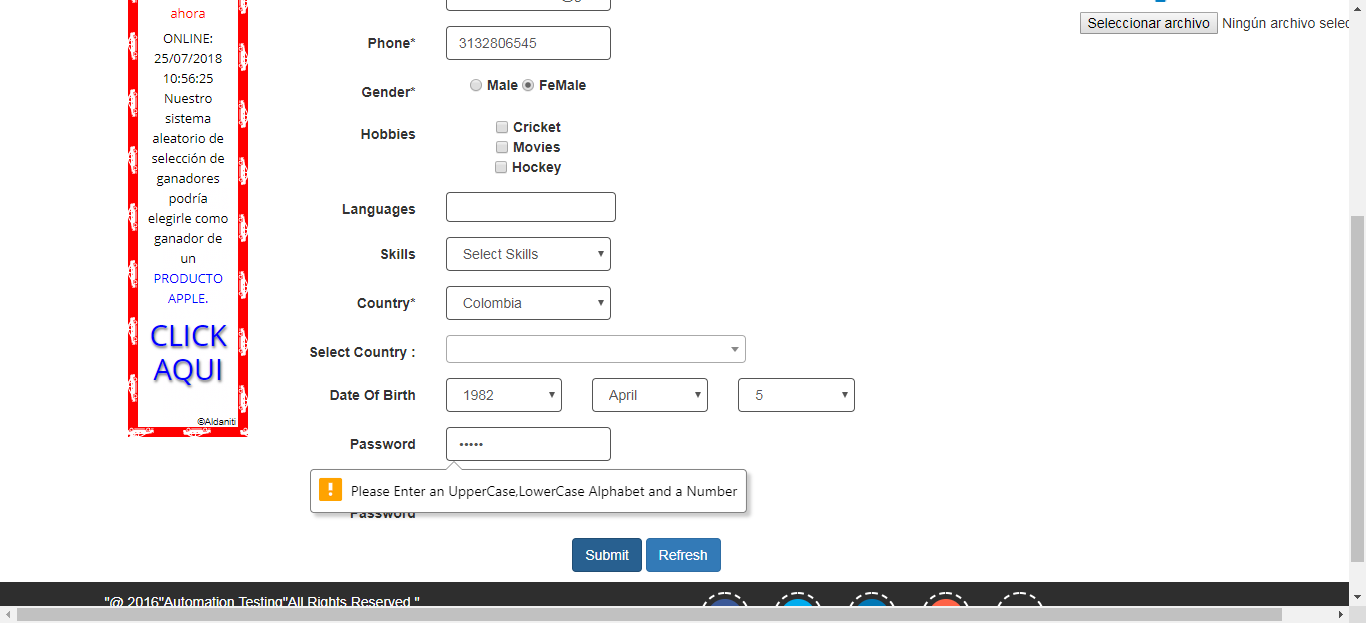 ahora
ONLINE:
25/07/2018
10:56:25
Nuestro
sistema
aleatorio de
selección de
ganadores
podría
elegirle como
ganador de
un
PRODUCTO
APPLE.
CLICK
AQUI
©Aldaniti
Seleccionar archivo Ningún archivo selec
Phone* 3132806545
Gender* Male FeMale
Hobbies Cricket
Movies
Hockey
Languages
Skills Select Skills
Country* Colombia
Select Country :
Date Of Birth 1982 April 5
Password •••••
Please Enter an UpperCase,LowerCase Alphabet and a Number
Password
Submit Refresh
"@ 2016"Automation Testing"All Rights Reserved."